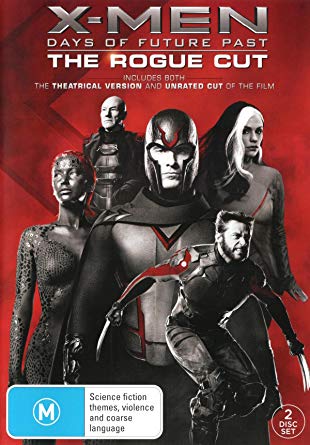 X-MEN
DAYS OF FUTURE PAST
THE ROGUE CUT
INCLUDES BOTH
THE THEATRICAL VERSION AND UNRATED CUT OF THE FILM
M
Science fiction
themes, violence
and coarse
language
2
DISC
SET